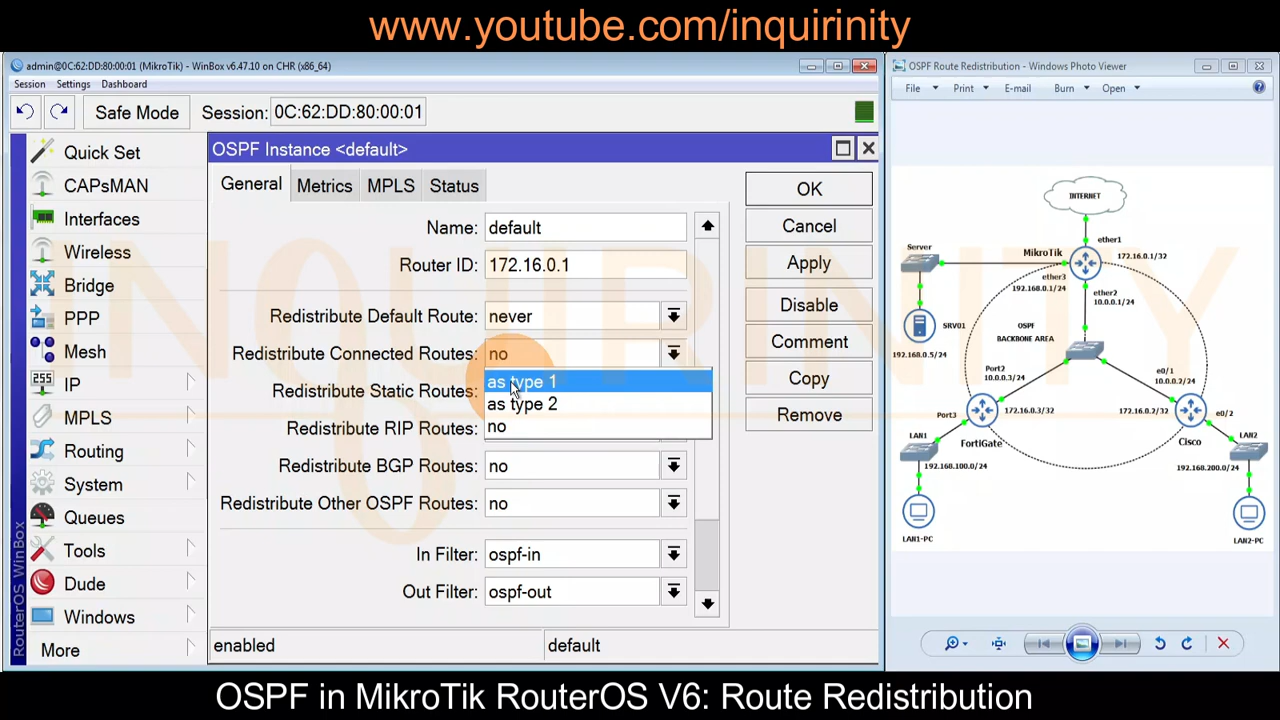 www.youtube.com/inquirinity
admin@0C:62:DD:80:00:01 (MikroTik) - WinBox v6.47.10 on CHR (x86_64)
Session Settings Dashboard
Safe Mode Session: 0C:62:DD:80:00:01
Quick Set
CAPsMAN
Interfaces
Wireless
Bridge
PPP
Mesh
IP
MPLS
Routing
System
Queues
Tools
Dude
Windows
More
RouterOS WinBox
OSPF Instance <default>
General Metrics MPLS Status
Name: default
Router ID: 172.16.0.1
Redistribute Default Route: never
Redistribute Connected Routes: no
as type 1
as type 2
no
Redistribute Static Routes:
Redistribute RIP Routes:
Redistribute BGP Routes: no
Redistribute Other OSPF Routes: no
In Filter: ospf-in
Out Filter: ospf-out
enabled default
OK
Cancel
Apply
Disable
Comment
Copy
Remove
OSPF Route Redistribution - Windows Photo Viewer
File Print E-mail Burn Open
INTERNET
ether1
Server
MikroTik
172.16.0.1/32
ether3
192.168.0.1/24
ether2
10.0.0.1/24
SRV01
192.168.0.5/24
OSPF
BACKBONE AREA
Port2
10.0.0.3/24
e0/1
10.0.0.2/24
172.16.0.3/32
172.16.0.2/32
Port3
e0/2
LAN1
FortiGate
Cisco
LAN2
192.168.100.0/24
192.168.200.0/24
LAN1-PC
LAN2-PC
INQUIRINITY
OSPF in MikroTik RouterOS V6: Route Redistribution